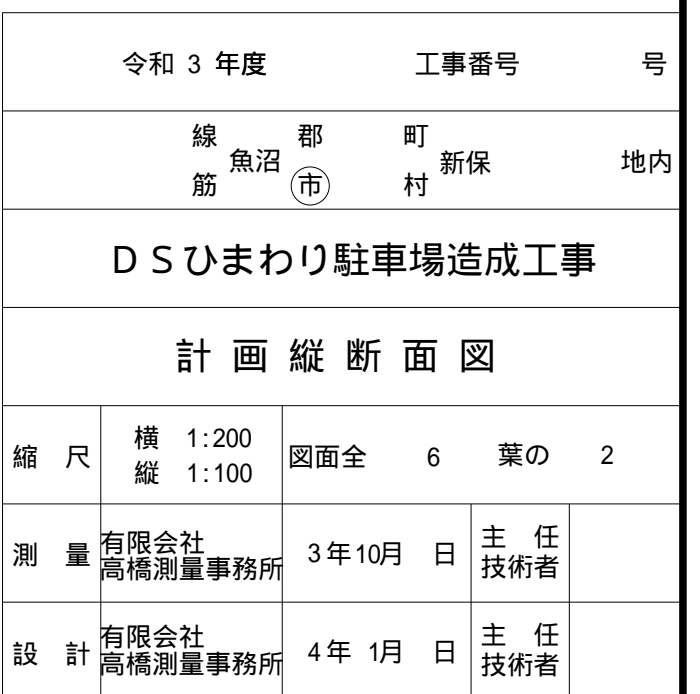 令和 3 年度 工事番号 号
線 郡 町
魚沼 新保 地内
筋 市 村
ＤＳひまわり駐車場造成工事
計画縦断面図
縮 尺 横 1:200 図面全 6 葉の 2
縦 1:100
測 量 有限会社 3年10月 日 主 任
高橋測量事務所 技術者
設 計 有限会社 4年 1月 日 主 任
高橋測量事務所 技術者